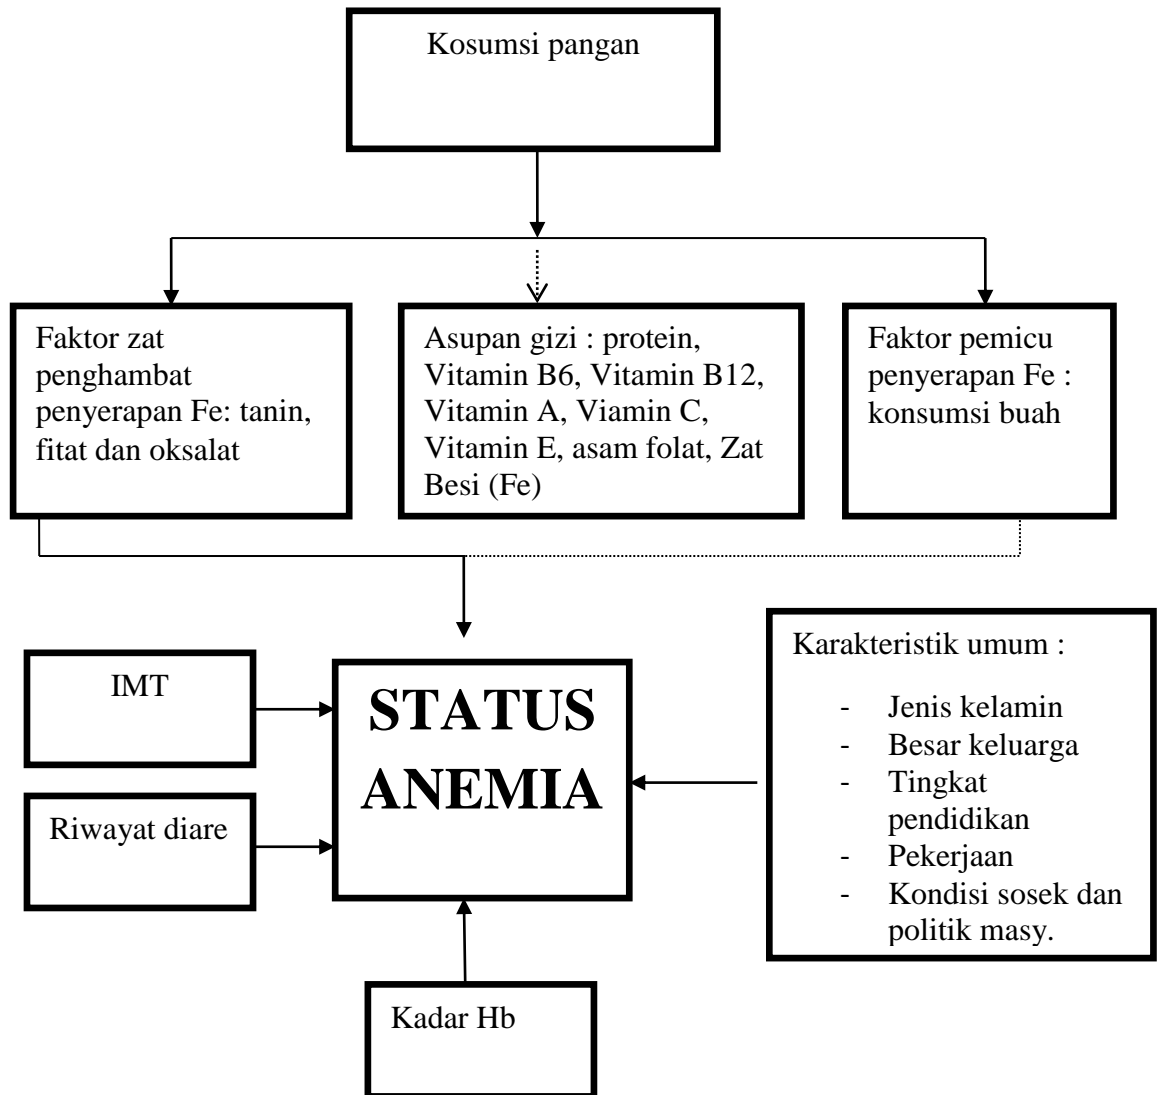 Kosumsi pangan
Faktor zat
penghambat
penyerapan Fe: tanin,
fitat dan oksalat
Asupan gizi : protein,
Vitamin B6, Vitamin B12,
Vitamin A, Viamin C,
Vitamin E, asam folat, Zat
Besi (Fe)
Faktor pemicu
penyerapan Fe :
konsumsi buah
IMT
Riwayat diare
STATUS
ANEMIA
Karakteristik umum :
- Jenis kelamin
- Besar keluarga
- Tingkat
pendidikan
- Pekerjaan
- Kondisi sosek dan
politik masy.
Kadar Hb